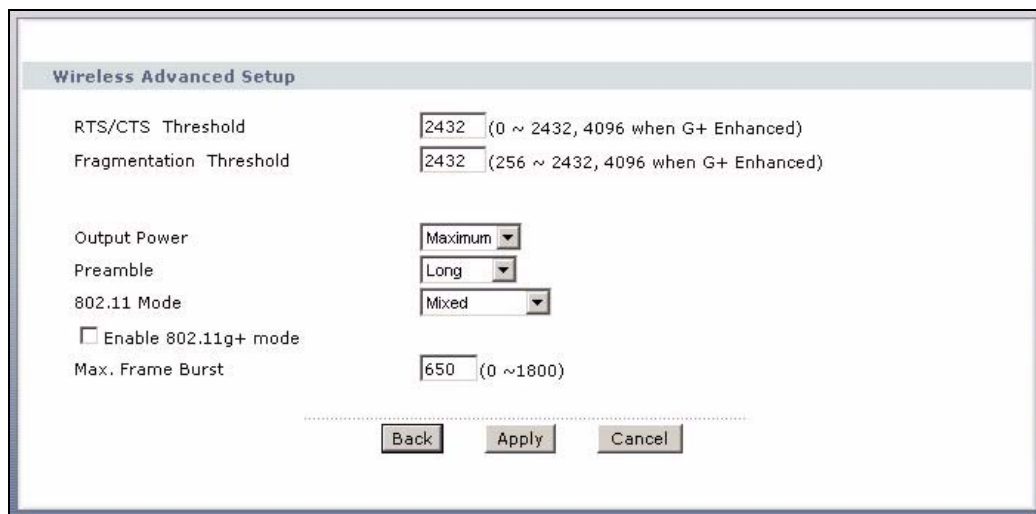 Wireless Advanced Setup
RTS/CTS Threshold 2432 (0 ~ 2432, 4096 when G+ Enhanced)
Fragmentation Threshold 2432 (256 ~ 2432, 4096 when G+ Enhanced)
Output Power Maximum
Preamble Long
802.11 Mode Mixed
Enable 802.11g+ mode
Max. Frame Burst 650 (0 ~1800)
Back Apply Cancel